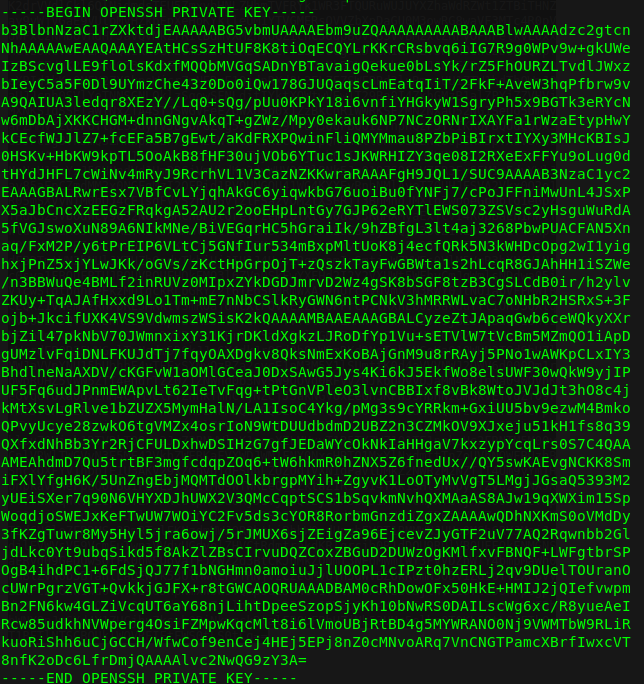 -----BEGIN OPENSSH PRIVATE KEY-----
b3BlbnNzaC1rZXktdjEAAAAABG5vbmUAAAAEbm9uZQAAAAAAAAABAAABlwAAAAdzc2gtcn
NhAAAAAwEAAQAAAYEAtHCsSzHtUF8K8tiOqECQYLrKKrCRsbvq6iIG7R9g0WPv9w+gkUWe
IzBScvglLE9flolsKdxfMQQbMVGqSADnYBTavaigQekue0bLsYk/rZ5FhOURZLTvdlJWxz
bIeyC5a5F0Dl9UYmzChe43z0Do0iQw178GJUQaqscLmEatqIiT/2FkF+AveW3hqPfbrw9v
A9QAIUA3ledqr8XEzY//Lq0+sQg/pUu0KPkY18i6vnfiYHGkyW1SgryPh5x9BGTk3eRYcN
w6mDbAjXKKCHGM+dnnGNgvAkqT+gZWz/Mpy0ekauk6NP7NCzORNrIXAYFa1rWzaEtypHwY
kCEcfWJJlZ7+fcEFa5B7gEwt/aKdFRXPQwinFliQMYMmau8PZbPiBIrxtIYXy3MHcKBIsJ
0HSKv+HbKW9kpTL5OoAkB8fHF30ujVOb6YTuc1sJKWRHIZY3qe08I2RXeExFFYu9oLug0d
tHYdJHFL7cWiNv4mRyJ9RcrhVL1V3CazNZKKwraRAAAFgH9JQL1/SUC9AAAAB3NzaC1yc2
EAAAGBALRwrEsx7VBfCvLYjqhAkGC6yiqwkbG76uoiBu0fYNFj7/cPoJFFniMwUnL4JSxP
X5aJbCncXzEEGzFRqkgA52AU2r2ooEHpLntGy7GJP62eRYTlEWS073ZSVsc2yHsguWuRdA
5fVGJswoXuN89A6NIkMNe/BiVEGqrHC5hGraiIk/9hZBfgL3lt4aj3268PbwPUACFAN5Xn
aq/FxM2P/y6tPrEIP6VLtCj5GNfIur534mBxpMltUoK8j4ecfQRk5N3kWHDcOpg2wI1yig
hxjPnZ5xjYLwJKk/oGVs/zKctHpGrpOjT+zQszkTayFwGBWta1s2hLcqR8GJAhHH1iSZWe
/n3BBWuQe4BMLf2inRUVz0MIpxZYkDGDJmrvD2Wz4gSK8bSGF8tzB3CgSLCdB0ir/h2ylv
ZKUy+TqAJAfHxxd9Lo1Tm+mE7nNbCSlkRyGWN6ntPCNkV3hMRRWLvaC7oNHbR2HSRxS+3F
ojb+JkcifUXK4VS9VdwmszWSisK2kQAAAAMBAAEAAAGBALCyzeZtJApaqGwb6ceWQkyXXr
bjZil47pkNbV70JWmnxixY31KjrDKldXgkzLJRoDfYp1Vu+sETVlW7tVcBm5MZmQO1iApD
gUMzlvFqiDNLFKUJdTj7fqyOAXDgkv8QksNmExKoBAjGnM9u8rRAyj5PNo1wAWKpCLxIY3
BhdlneNaAXDV/cKGFvW1aOMlGCeaJ0DxSAwG5Jys4Ki6kJ5EkfWo8elsUWF30wQkW9yjIP
UF5Fq6udJPnmEWApvLt62IeTvFqg+tPtGnVPleO3lvnCBBIxf8vBk8WtoJVJdJt3hO8c4j
kMtXsvLgRlve1bZUZX5MymHalN/LA1IsoC4Ykg/pMg3s9cYRRkm+GxiUU5bv9ezwM4Bmko
QPvyUcye28zwkO6tgVMZx4osrIoN9WtDUUdbdmD2UBZ2n3CZMkOV9XJxeju51kH1fs8q39
QXfxdNhBb3Yr2RjCFULDxhwDSIHzG7gfJEDaWYcOkNkIaHHgaV7kxzypYcqLrs0S7C4QAA
AMEAhdmD7Qu5trtBF3mgfcdqpZOq6+tW6hkmR0hZNX5Z6fnedUx//QY5swKAEvgNCKK8Sm
iFXlYfgH6K/5UnZngEbjMQMTdOOlkbrgpMYih+ZgyvK1LoOTyMvVgT5LMgjJGsaQ5393M2
yUEiSXer7q90N6VHYXDJhUWX2V3QMcCqptSCS1bSqvkmNvhQXMAaAS8AJw19qXWXim15Sp
WoqdjoSWEJxKeFTwUW7WOiYC2Fv5ds3cYOR8RorbmGnzdiZgxZAAAAwQDhNXKmS0oVMdDy
3fKZgTuwr8My5Hyl5jra6owj/5rJMUX6sjZEigZa96EjcevZJyGTF2uV77AQ2Rqwnbb2Gl
jdLkc0Yt9ubqSikd5f8AkZlZBsCIrvuDQZCoxZBGuD2DUWzOgKMlfxvFBNQF+LWFgtbrSP
OgB4ihdPC1+6FdSjQJ77f1bNGHmn0amoiuJjlUOOPL1cIPzt0hzERLj2qv9DUelTOUranO
cUWrPgrzVGT+QvkkjGJFX+r8tGWCAOQRUAAADBAM0cRhDowOFx50HkE+HMIJ2jQIefvwpm
Bn2FN6kw4GLZiVcqUT6aY68njLihtDpeeSzopSjyKh10bNwRS0DAILscWg6xc/R8yueAeI
Rcw85udkhNVWperg4OsiFZMpwKqcMlt8i6lVmoUBjRtBD4g5MYWRANO0Nj9VWMTbW9RLiR
kuoRiShh6uCjGCCH/WfwCof9enCej4HEj5EPj8nZ0cMNvoARq7VnCNGTPamcXBrfIwxcVT
8nfK2oDc6LfrDmjQAAAAlvc2NwQG9zY3A=
-----END OPENSSH PRIVATE KEY-----